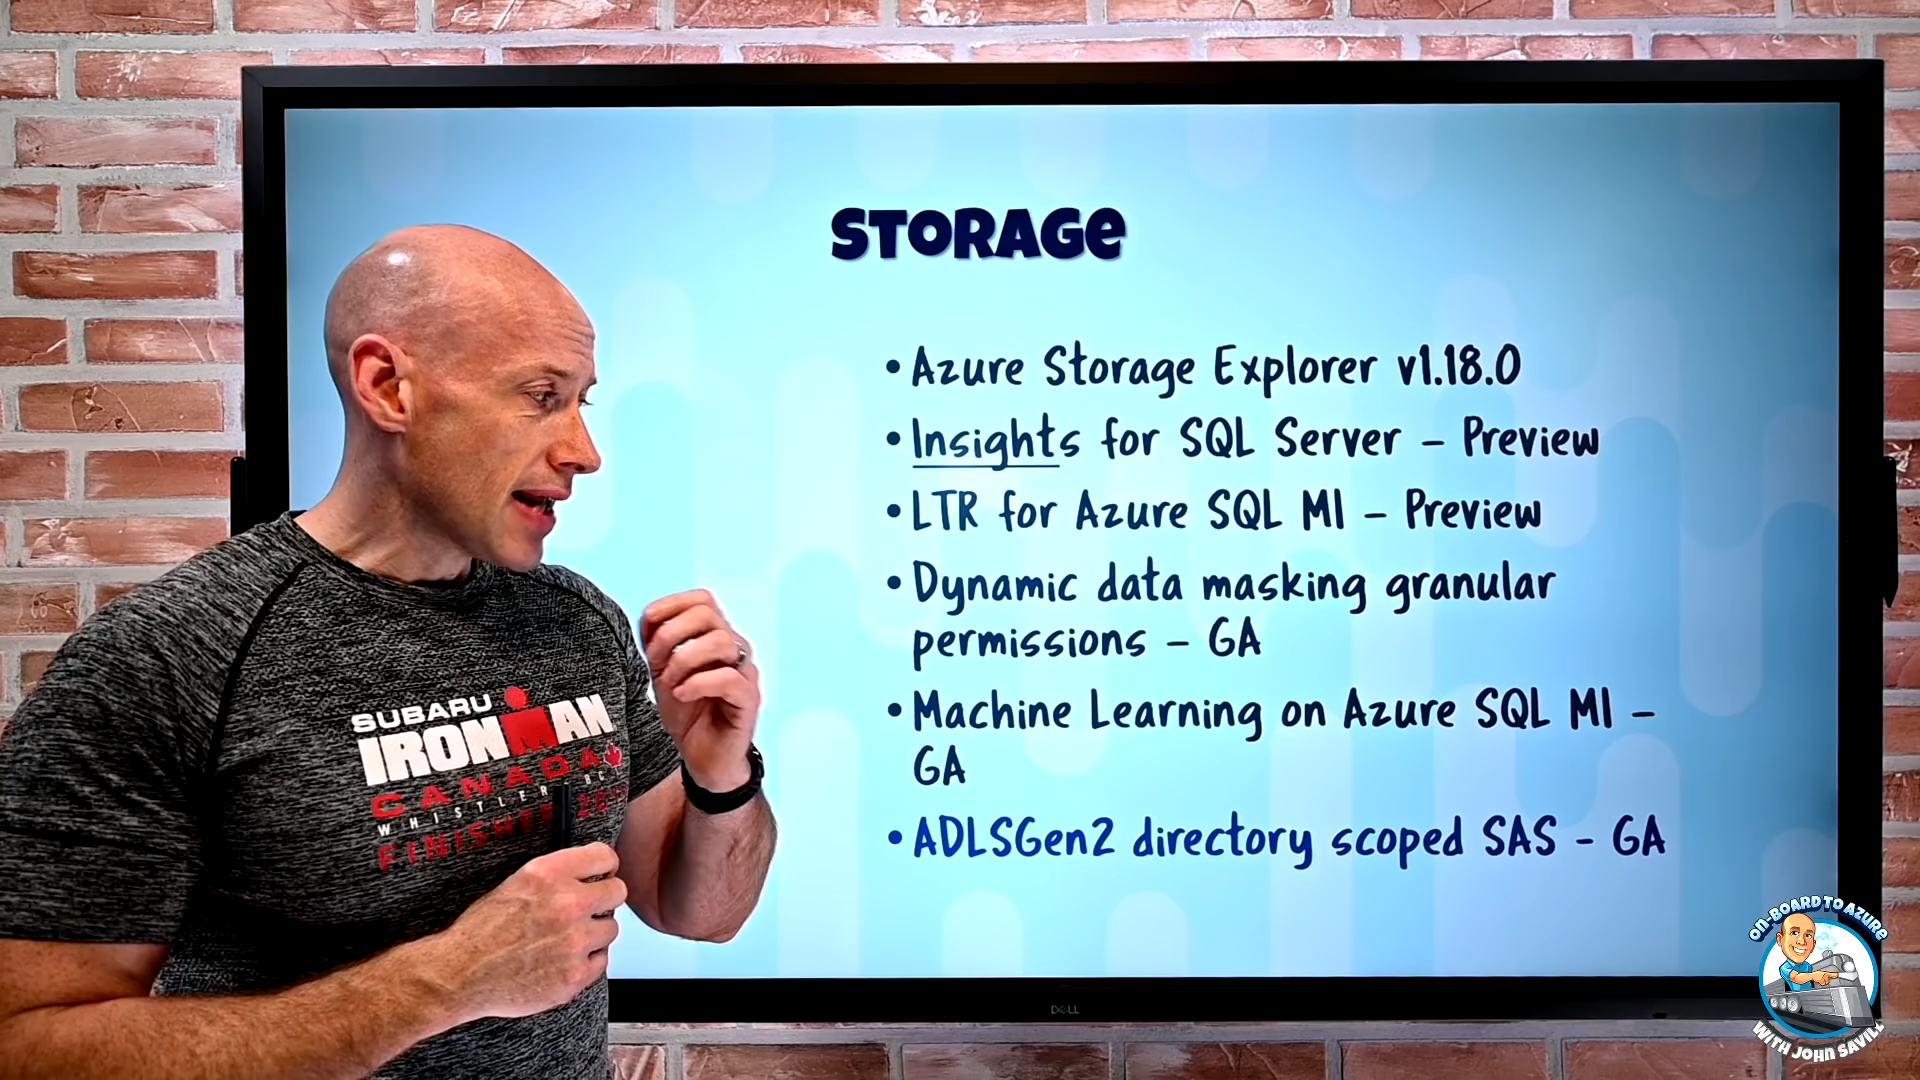 STORAGE
•Azure Storage Explorer v1.18.0
•Insights for SQL Server – Preview
•LTR for Azure SQL MI – Preview
•Dynamic data masking granular
permissions – GA
•Machine Learning on Azure SQL MI –
GA
•ADLSGen2 directory scoped SAS - GA
SUBARU
IRONMAN
CANADA
WHISTLER BC
DELL
ON-BOARD TO AZURE
WITH JOHN SAVILL